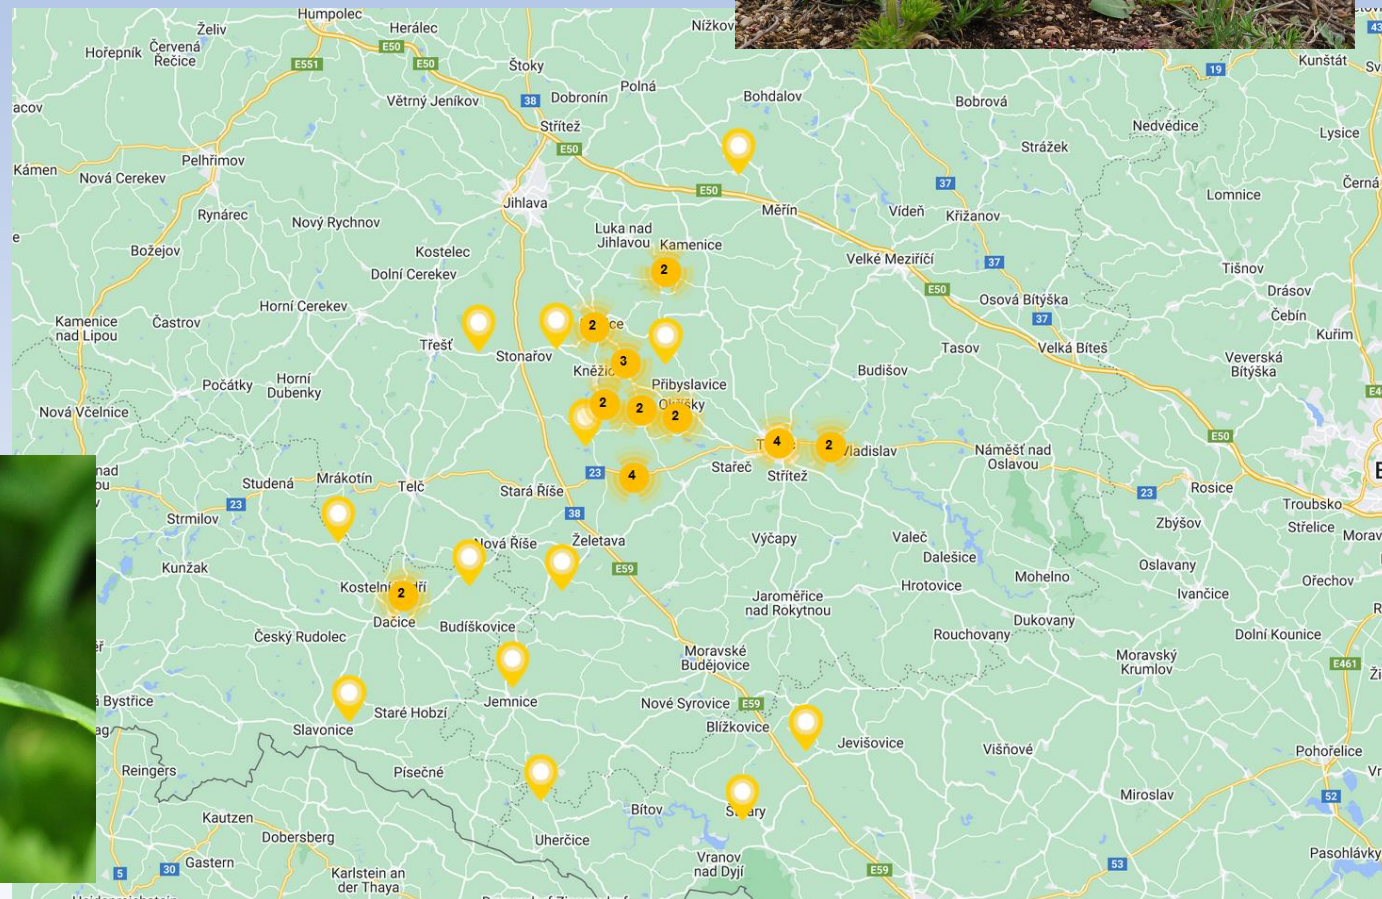 Humpolec
Želiv
Herálec
Nížkov
43
Hořepník
Červená
Řečice
E50
E551
E50
Štoky
19
Kunštát
Polná
Větrný Jeníkov
38
Dobronín
Bohdalov
Bobrová
acov
Střítež
Nedvědice
Lysice
E50
Strážek
Kámen
Pelhřimov
Nová Cerekev
E50
37
Černá
Lomnice
Jihlava
Měřín
Vídeň
Křižanov
Rynárec
Nový Rychnov
Luka nad
Jihlavou
Kamenice
e
Božejov
Kostelec
Velké Meziříčí
37
Dolní Cerekev
2
Tišnov
E50
Drásov
Osová Bítýška
Horní Cerekev
37
Čebín
Kamenice
nad Lipou
Častrov
2
ce
Kuřim
Třešť
Stonařov
Tasov
Velká Bíteš
Veverská
Bítýška
3
Kněžic
Budišov
Počátky
Horní
Dubenky
Přibyslavice
Nová Včelnice
2
2
2
E50
4
2
Vladislav
Náměšť nad
Oslavou
nad
ou
Studená
Mrákotín
Telč
23
4
Stařeč
Střítež
Rosice
23
Stará Říše
23
Troubsko
Strmilov
38
Zbýšov
Střelice
Morav
Nová Říše
Želetava
Výčapy
Valeč
Dalešice
Oslavany
Kunžak
E59
Mohelno
Ořechov
Kostelní
2
Hrotovice
Ivančice
Jaroměřice
nad Rokytnou
Dačice
Budíškovice
Dukovany
Český Rudolec
Rouchovany
Dolní Kounice
Moravské
Budějovice
Moravský
Krumlov
E461
Bystřice
Jemnice
Nové Syrovice
E59
Staré Hobzí
Slavonice
Blížkovice
Jevišovice
Višňové
Pohořelice
Reingers
Písečné
Miroslav
52
Bítov
Kautzen
Dobersberg
Uherčice
Pasohlávky
Vranov
nad Dyjí
Gastern
5
30
Karlstein an
der Thaya
E59
53